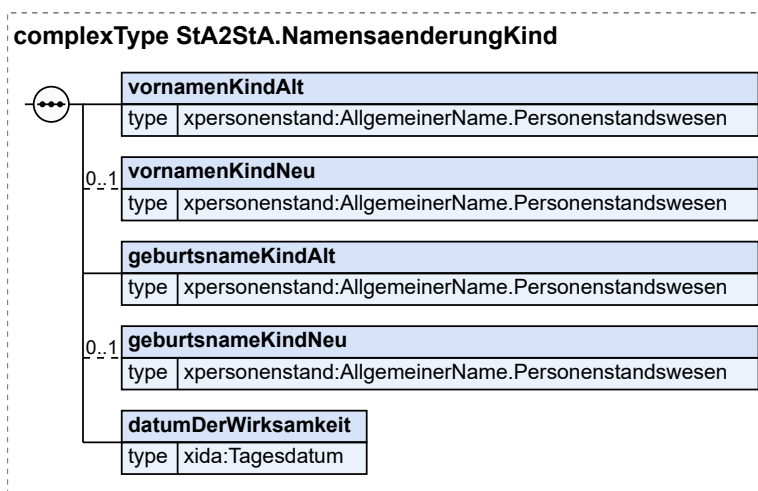 complexType StA2StA.NamensaenderungKind
vornamenKindAlt
type xpersonenstand:AllgemeinerName.Personenstandswesen
0..1 vornamenKindNeu
type xpersonenstand:AllgemeinerName.Personenstandswesen
geburtsnameKindAlt
type xpersonenstand:AllgemeinerName.Personenstandswesen
0..1 geburtsnameKindNeu
type xpersonenstand:AllgemeinerName.Personenstandswesen
datumDerWirksamkeit
type xida:Tagesdatum